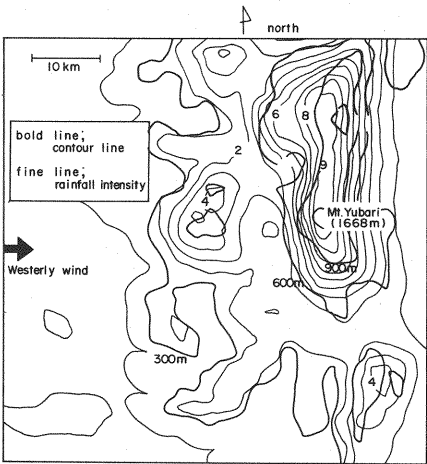 north
10 km
bold line;
contour line
fine line;
rainfall intensity
6
8
2
9
4
Mt. Yubari
(1668m)
Westerly wind
900m
600m
300m
4